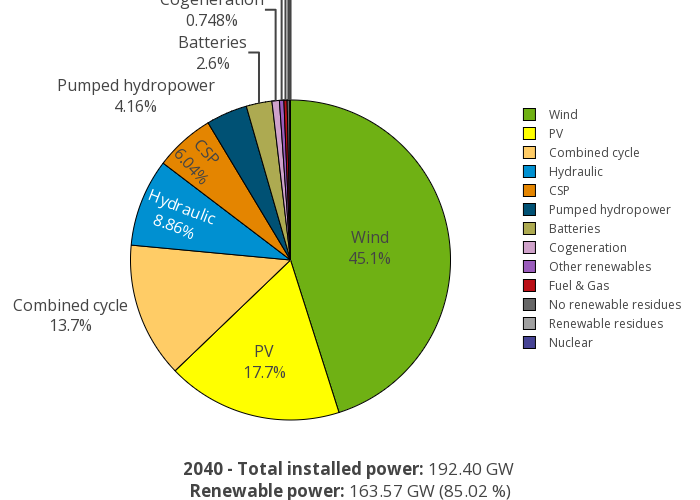 Cogeneration
0.748%
Batteries
2.6%
Pumped hydropower
4.16%
CSP
6.04%
Hydraulic
8.86%
Wind
45.1%
Combined cycle
13.7%
PV
17.7%
Wind
PV
Combined cycle
Hydraulic
CSP
Pumped hydropower
Batteries
Cogeneration
Other renewables
Fuel & Gas
No renewable residues
Renewable residues
Nuclear
2040 - Total installed power: 192.40 GW
Renewable power: 163.57 GW (85.02 %)